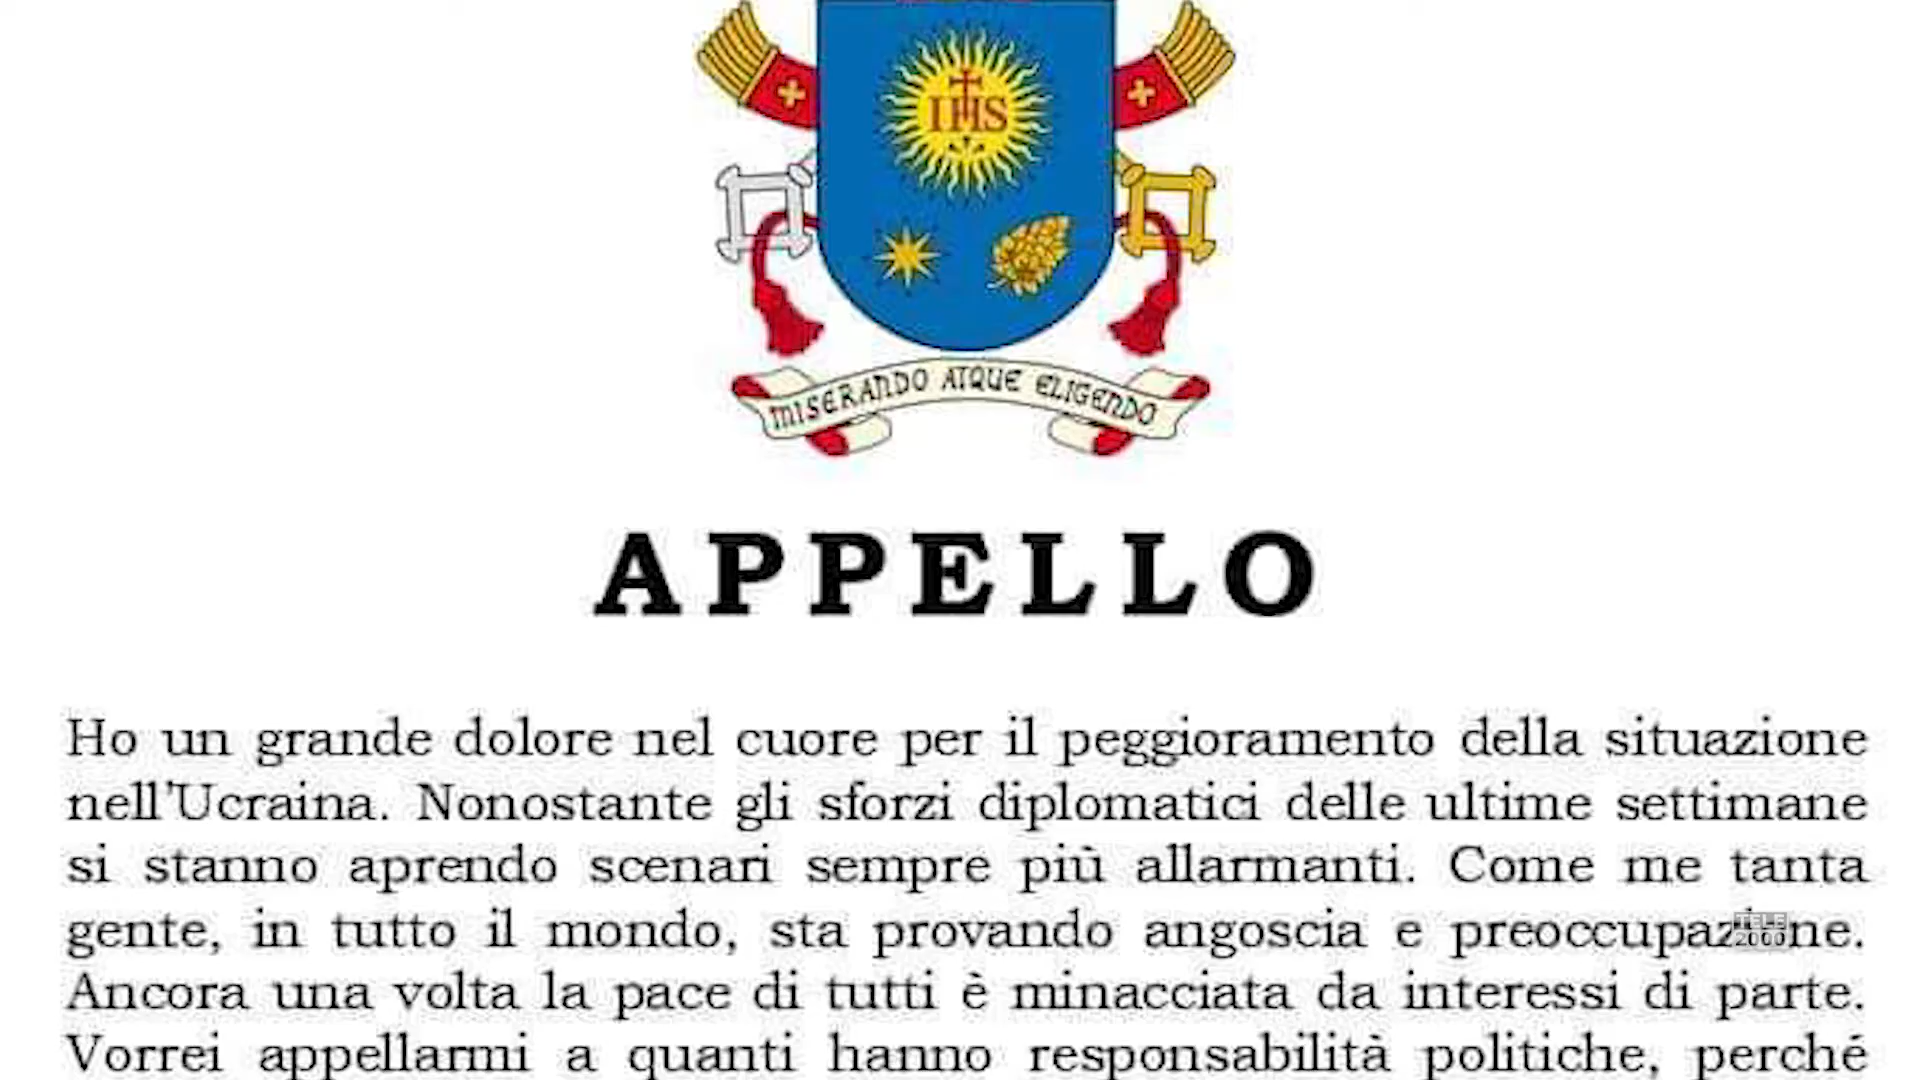 IHS
MISERANDO ATQUE ELIGENDO
APPELLO
Ho un grande dolore nel cuore per il peggioramento della situazione
nell'Ucraina. Nonostante gli sforzi diplomatici delle ultime settimane
si stanno aprendo scenari sempre più allarmanti. Come me tanta
gente, in tutto il mondo, sta provando angoscia e preoccupazione.
TELE
2000
Ancora una volta la pace di tutti è minacciata da interessi di parte.
Vorrei appellarmi a quanti hanno responsabilità politiche, perché